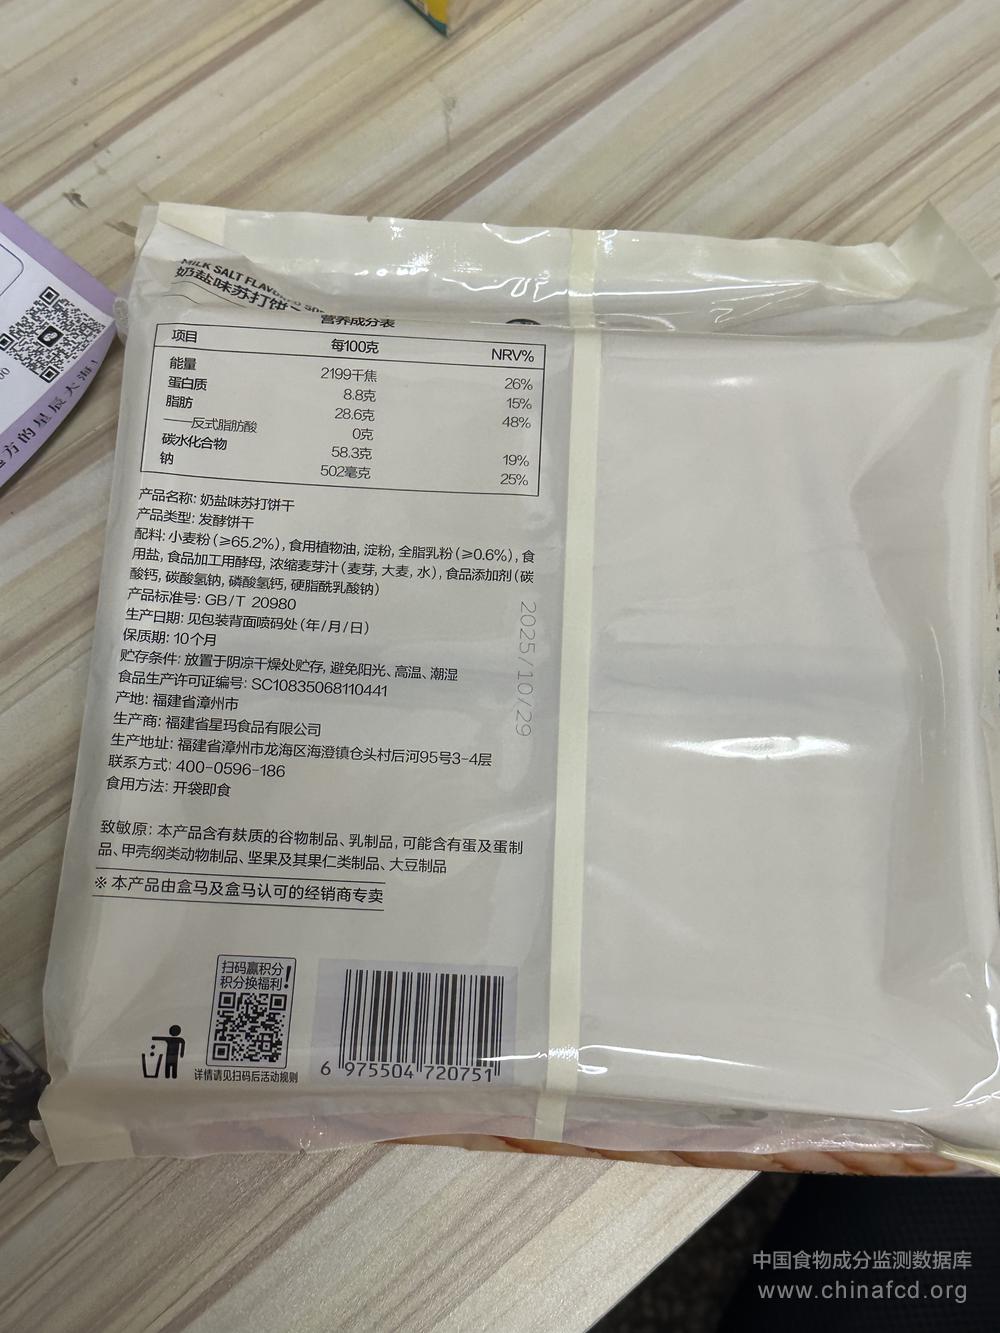 MILK SALT FLAVO
奶盐味苏打饼
营养成分表
项目 每100克 NRV%
能量 2199千焦 26%
蛋白质 8.8克 15%
脂肪 28.6克 48%
——反式脂肪酸 0克
碳水化合物 58.3克 19%
钠 502毫克 25%
产品名称: 奶盐味苏打饼干
产品类型: 发酵饼干
配料: 小麦粉(≥65.2%), 食用植物油, 淀粉, 全脂乳粉(≥0.6%), 食
用盐, 食品加工用酵母, 浓缩麦芽汁(麦芽, 大麦, 水), 食品添加剂(碳
酸钙, 碳酸氢钠, 磷酸氢钙, 硬脂酰乳酸钠)
产品标准号: GB/T 20980
生产日期: 见包装背面喷码处(年/月/日)
保质期: 10个月
贮存条件: 放置于阴凉干燥处贮存, 避免阳光、高温、潮湿
食品生产许可证编号: SC10835068110441
产地: 福建省漳州市
生产商: 福建省星玛食品有限公司
生产地址: 福建省漳州市龙海区海澄镇仓头村后河95号3-4层
联系方式: 400-0596-186
食用方法: 开袋即食
2025/10/29
致敏原: 本产品含有麸质的谷物制品、乳制品, 可能含有蛋及蛋制
品、甲壳纲类动物制品、坚果及其果仁类制品、大豆制品
※ 本产品由盒马及盒马认可的经销商专卖
扫码赢积分
积分换福利!
详情请见扫码后活动规则
6 975504 720751
方的星辰大海!
中国食物成分监测数据库
www.chinafcd.org